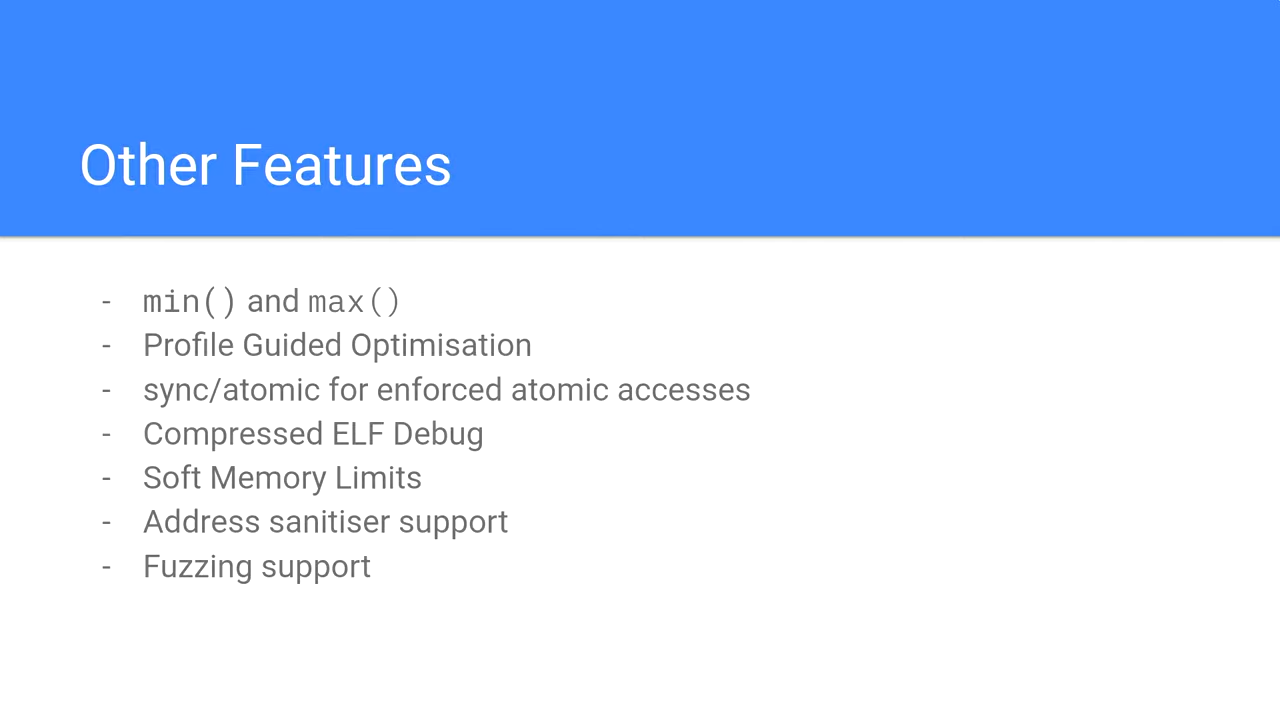 Other Features
- min() and max()
- Profile Guided Optimisation
- sync/atomic for enforced atomic accesses
- Compressed ELF Debug
- Soft Memory Limits
- Address sanitiser support
- Fuzzing support